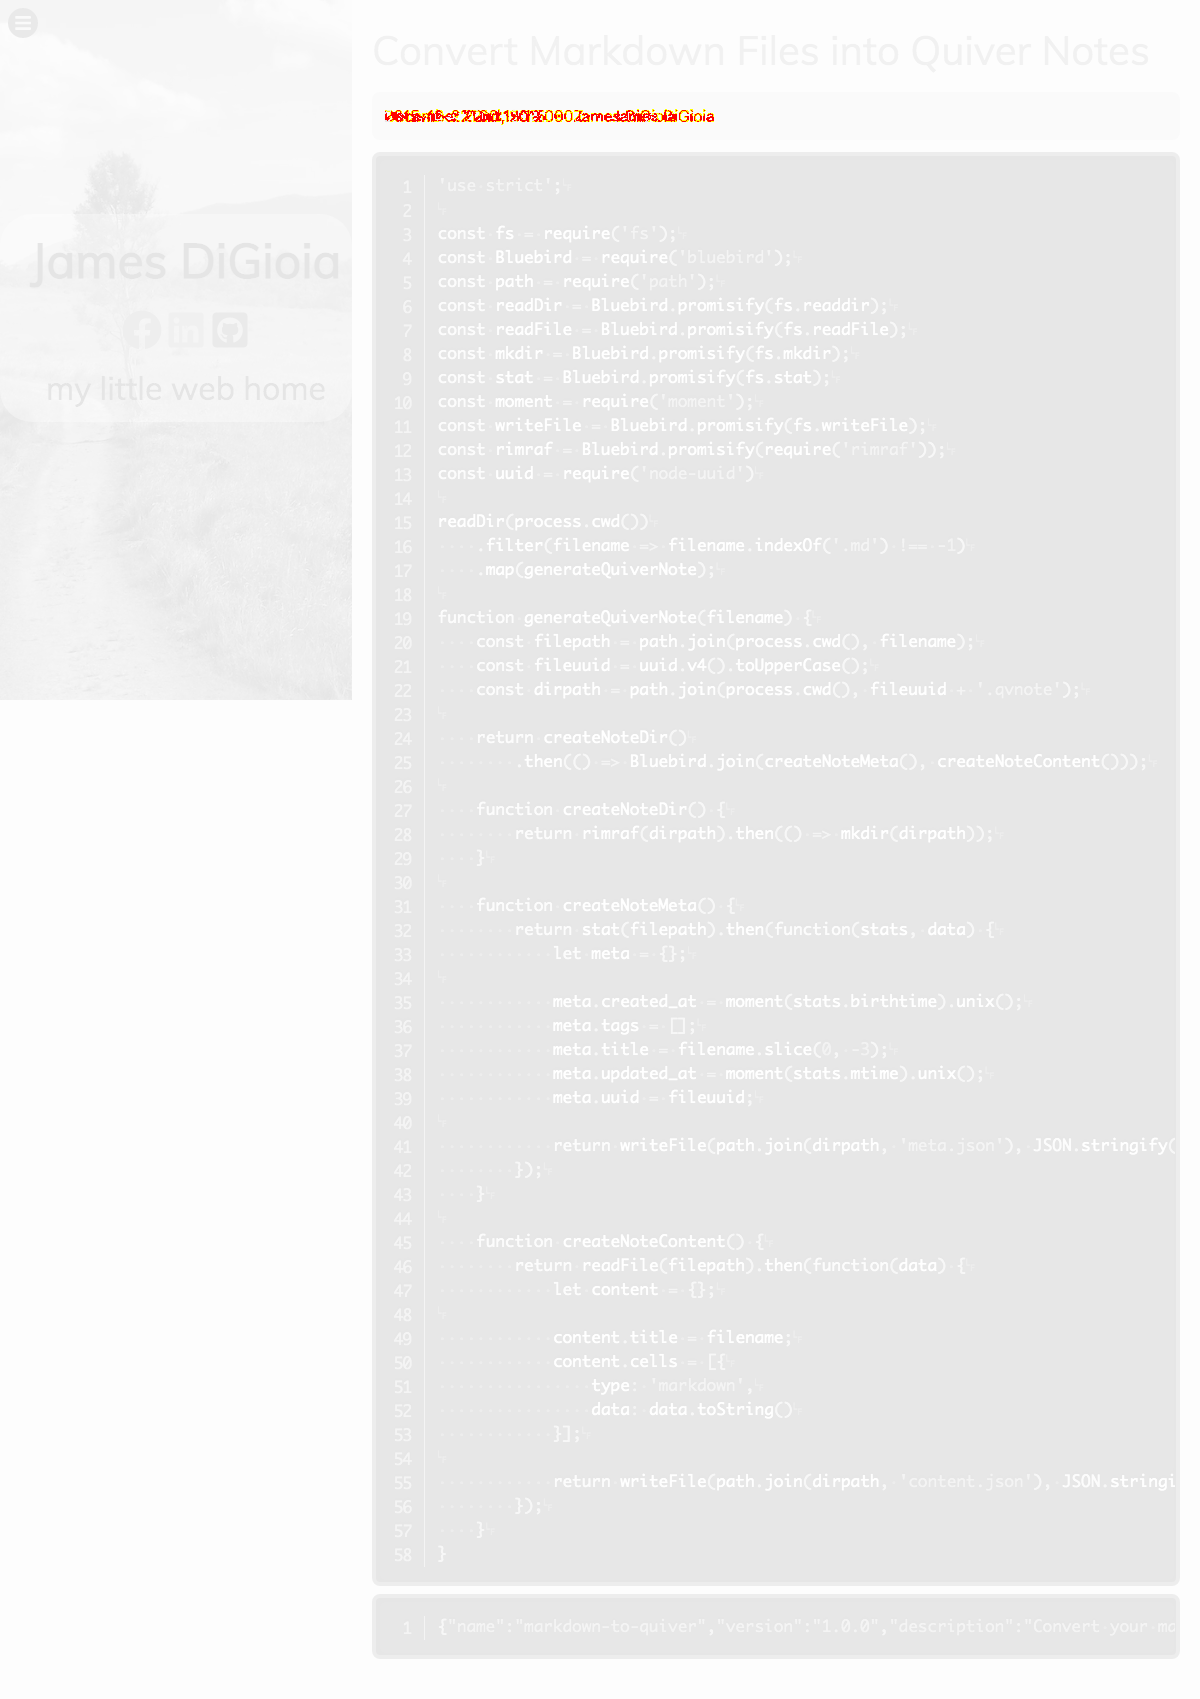 James DiGioia
my little web home
Convert Markdown Files into Quiver Notes
1 'use strict';
2
3 const fs = require('fs');
4 const Bluebird = require('bluebird');
5 const path = require('path');
6 const readDir = Bluebird.promisify(fs.readdir);
7 const readFile = Bluebird.promisify(fs.readFile);
8 const mkdir = Bluebird.promisify(fs.mkdir);
9 const stat = Bluebird.promisify(fs.stat);
10 const moment = require('moment');
11 const writeFile = Bluebird.promisify(fs.writeFile);
12 const rimraf = Bluebird.promisify(require('rimraf'));
13 const uuid = require('node-uuid')
14
15 readDir(process.cwd())
16     .filter(filename => filename.indexOf('.md') !== -1)
17     .map(generateQuiverNote);
18
19 function generateQuiverNote(filename) {
20     const filepath = path.join(process.cwd(), filename);
21     const fileuuid = uuid.v4().toUpperCase();
22     const dirpath = path.join(process.cwd(), fileuuid + '.qvnote');
23
24     return createNoteDir()
25         .then(() => Bluebird.join(createNoteMeta(), createNoteContent()));
26
27     function createNoteDir() {
28         return rimraf(dirpath).then(() => mkdir(dirpath));
29     }
30
31     function createNoteMeta() {
32         return stat(filepath).then(function(stats, data) {
33             let meta = {};
34
35             meta.created_at = moment(stats.birthtime).unix();
36             meta.tags = [];
37             meta.title = filename.slice(0, -3);
38             meta.updated_at = moment(stats.mtime).unix();
39             meta.uuid = fileuuid;
40
41             return writeFile(path.join(dirpath, 'meta.json'), JSON.stringify(
42         });
43     }
44
45     function createNoteContent() {
46         return readFile(filepath).then(function(data) {
47             let content = {};
48
49             content.title = filename;
50             content.cells = [{
51                 type: 'markdown',
52                 data: data.toString()
53             }];
54
55             return writeFile(path.join(dirpath, 'content.json'), JSON.stringi
56         });
57     }
58 }
1 {"name":"markdown-to-quiver","version":"1.0.0","description":"Convert your ma